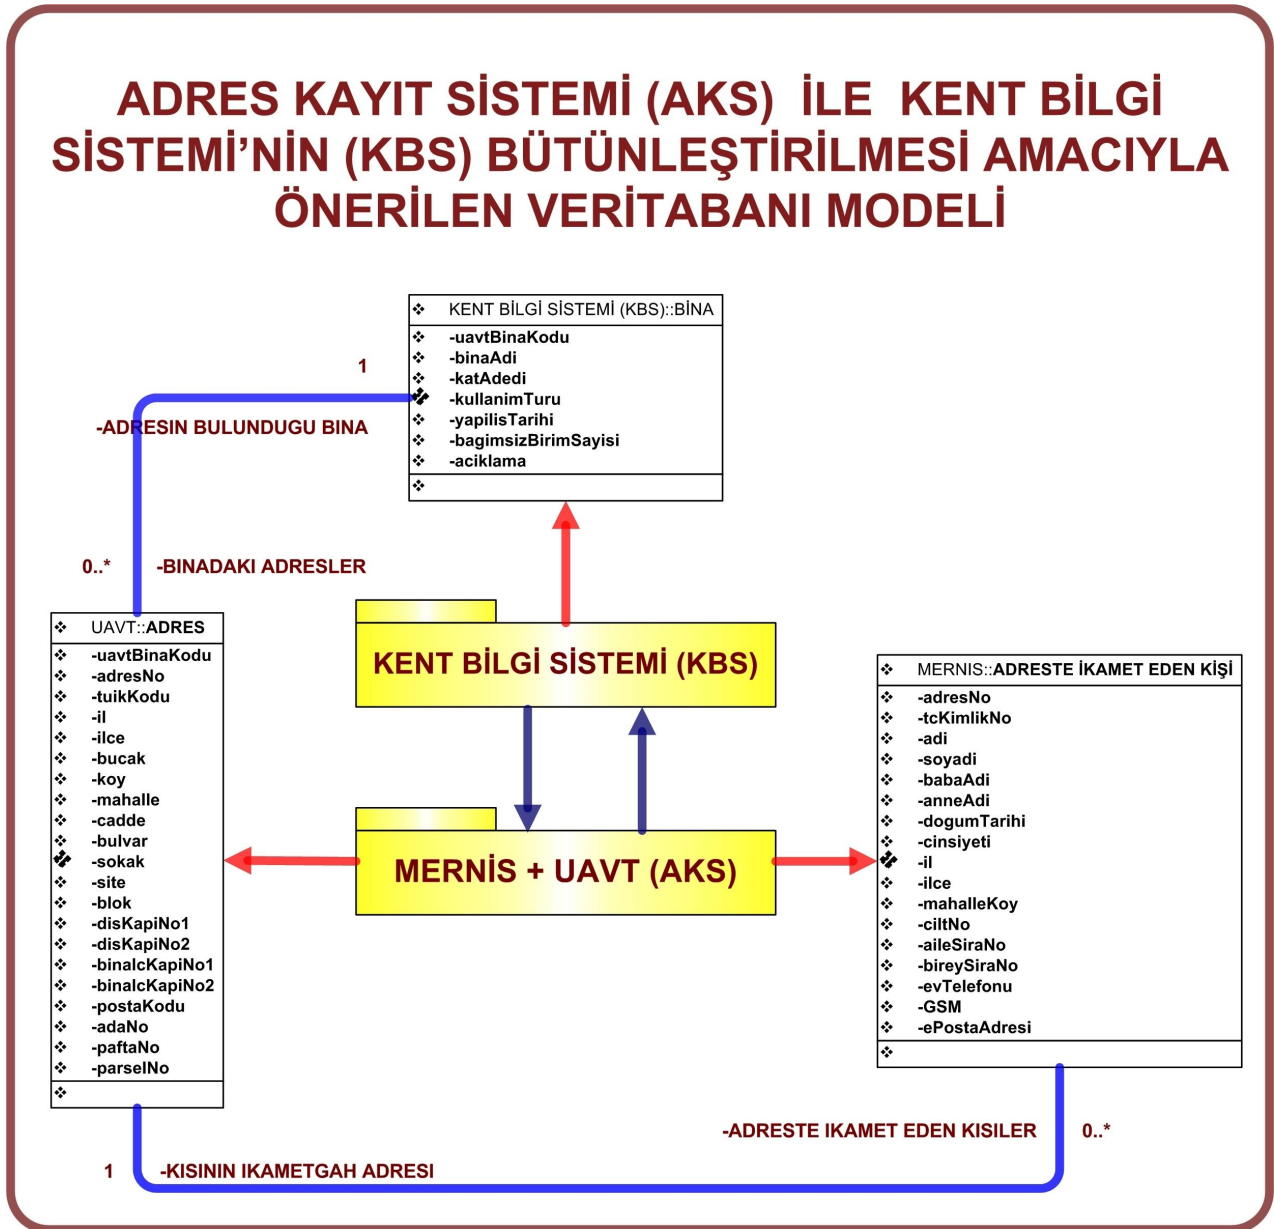 ADRES KAYIT SİSTEMİ (AKS) İLE KENT BİLGİ
SİSTEMİ'NİN (KBS) BÜTÜNLEŞTİRİLMESİ AMACIYLA
ÖNERİLEN VERİTABANI MODELİ
KENT BİLGİ SİSTEMİ (KBS)::BİNA
-uavtBinaKodu
-binaAdi
-katAdedi
-kullanimTuru
-yapilisTarihi
-bagimsizBirimSayisi
-aciklama
1
-ADRESIN BULUNDUGU BINA
0..*
-BINADAKI ADRESLER
UAVT::ADRES
-uavtBinaKodu
-adresNo
-tuikKodu
-il
-ilce
-bucak
-koy
-mahalle
-cadde
-bulvar
-sokak
-site
-blok
-disKapiNo1
-disKapiNo2
-binaIcKapiNo1
-binaIcKapiNo2
-postaKodu
-adaNo
-paftaNo
-parselNo
KENT BİLGİ SİSTEMİ (KBS)
MERNİS + UAVT (AKS)
MERNIS::ADRESTE İKAMET EDEN KİŞİ
-adresNo
-tcKimlikNo
-adi
-soyadi
-babaAdi
-anneAdi
-dogumTarihi
-cinsiyeti
-il
-ilce
-mahalleKoy
-ciltNo
-aileSiraNo
-bireySiraNo
-evTelefonu
-GSM
-ePostaAdresi
-ADRESTE IKAMET EDEN KISILER
0..*
1
-KISININ IKAMETGAH ADRESI